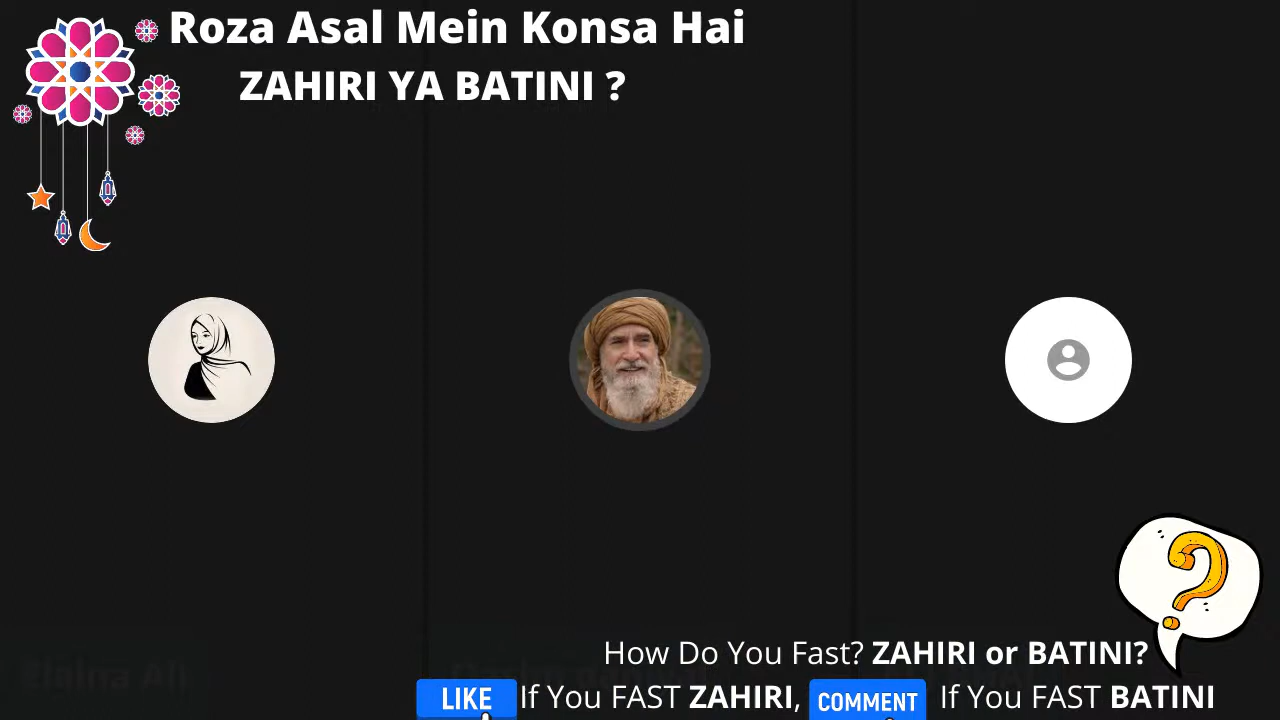 Roza Asal Mein Konsa Hai
ZAHIRI YA BATINI ?
How Do You Fast? ZAHIRI or BATINI?
LIKE If You FAST ZAHIRI, COMMENT If You FAST BATINI